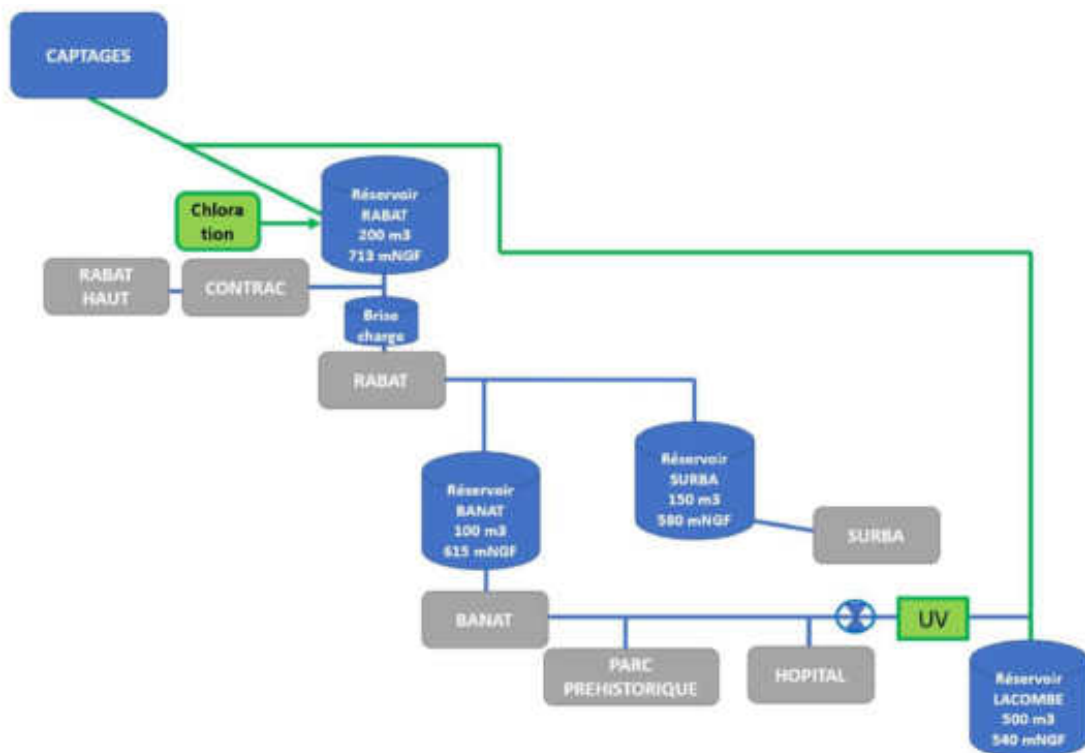 CAPTAGES
Réservoir
RABAT
200 m3
713 mNGF
Chlora
tion
RABAT
HAUT
CONTRAC
Brise
charge
RABAT
Réservoir
SURBA
150 m3
580 mNGF
Réservoir
BANAT
100 m3
615 mNGF
SURBA
BANAT
UV
PARC
PREHISTORIQUE
HOPITAL
Réservoir
LACOMBE
500 m3
540 mNGF